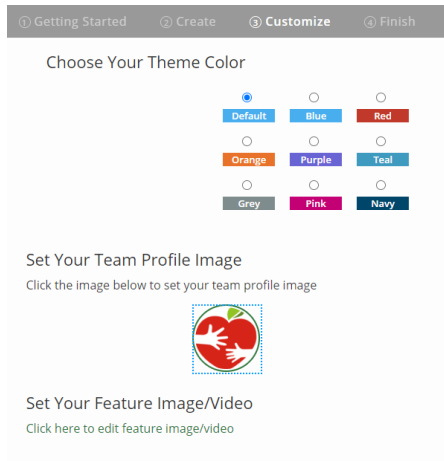 1 Getting Started 2 Create 3 Customize 4 Finish
Choose Your Theme Color
Default Blue Red
Orange Purple Teal
Grey Pink Navy
Set Your Team Profile Image
Click the image below to set your team profile image
Set Your Feature Image/Video
Click here to edit feature image/video